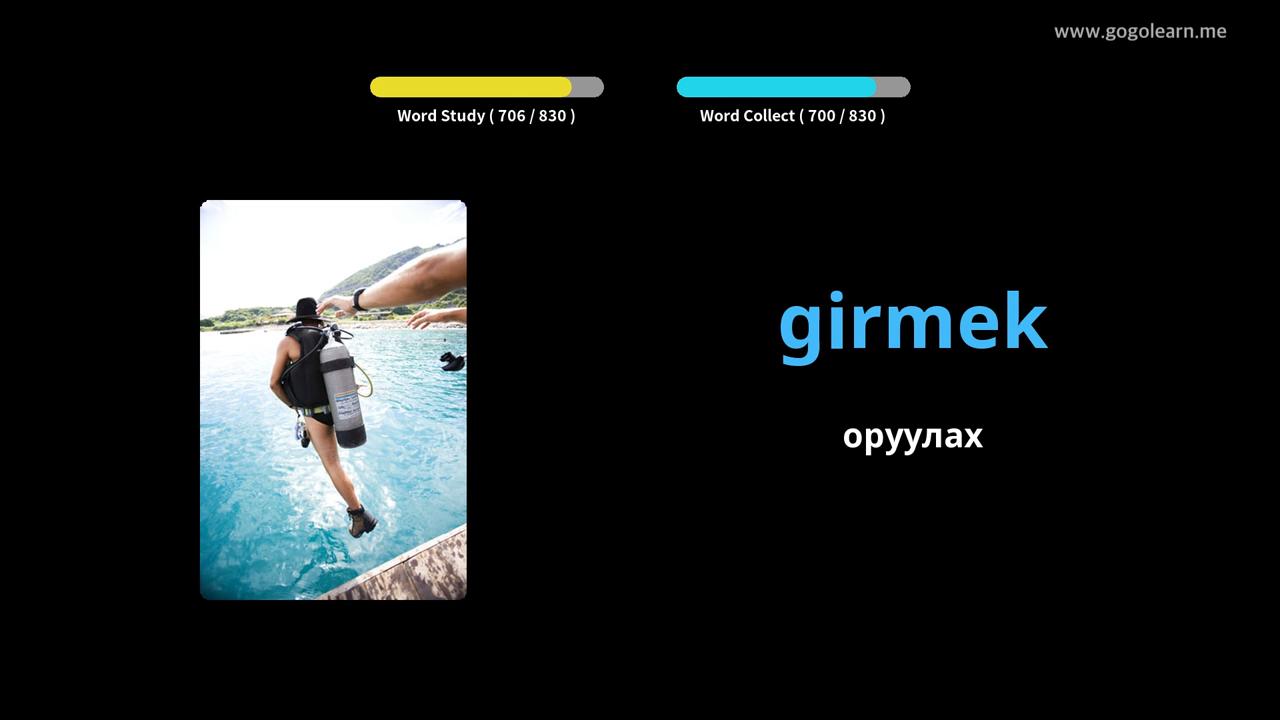 www.gogolearn.me
Word Study ( 706 / 830 )
Word Collect ( 700 / 830 )
girmek
оруулах